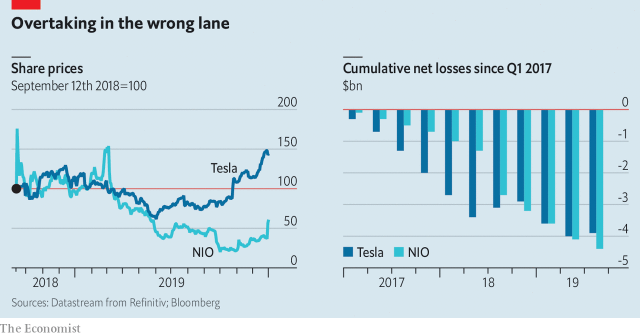 Overtaking in the wrong lane
Share prices
September 12th 2018=100
200
150
100
50
0
Tesla
NIO
2018
2019
Cumulative net losses since Q1 2017
$bn
0
-1
-2
-3
-4
-5
Tesla
NIO
2017
18
19
Sources: Datastream from Refinitiv; Bloomberg
The Economist